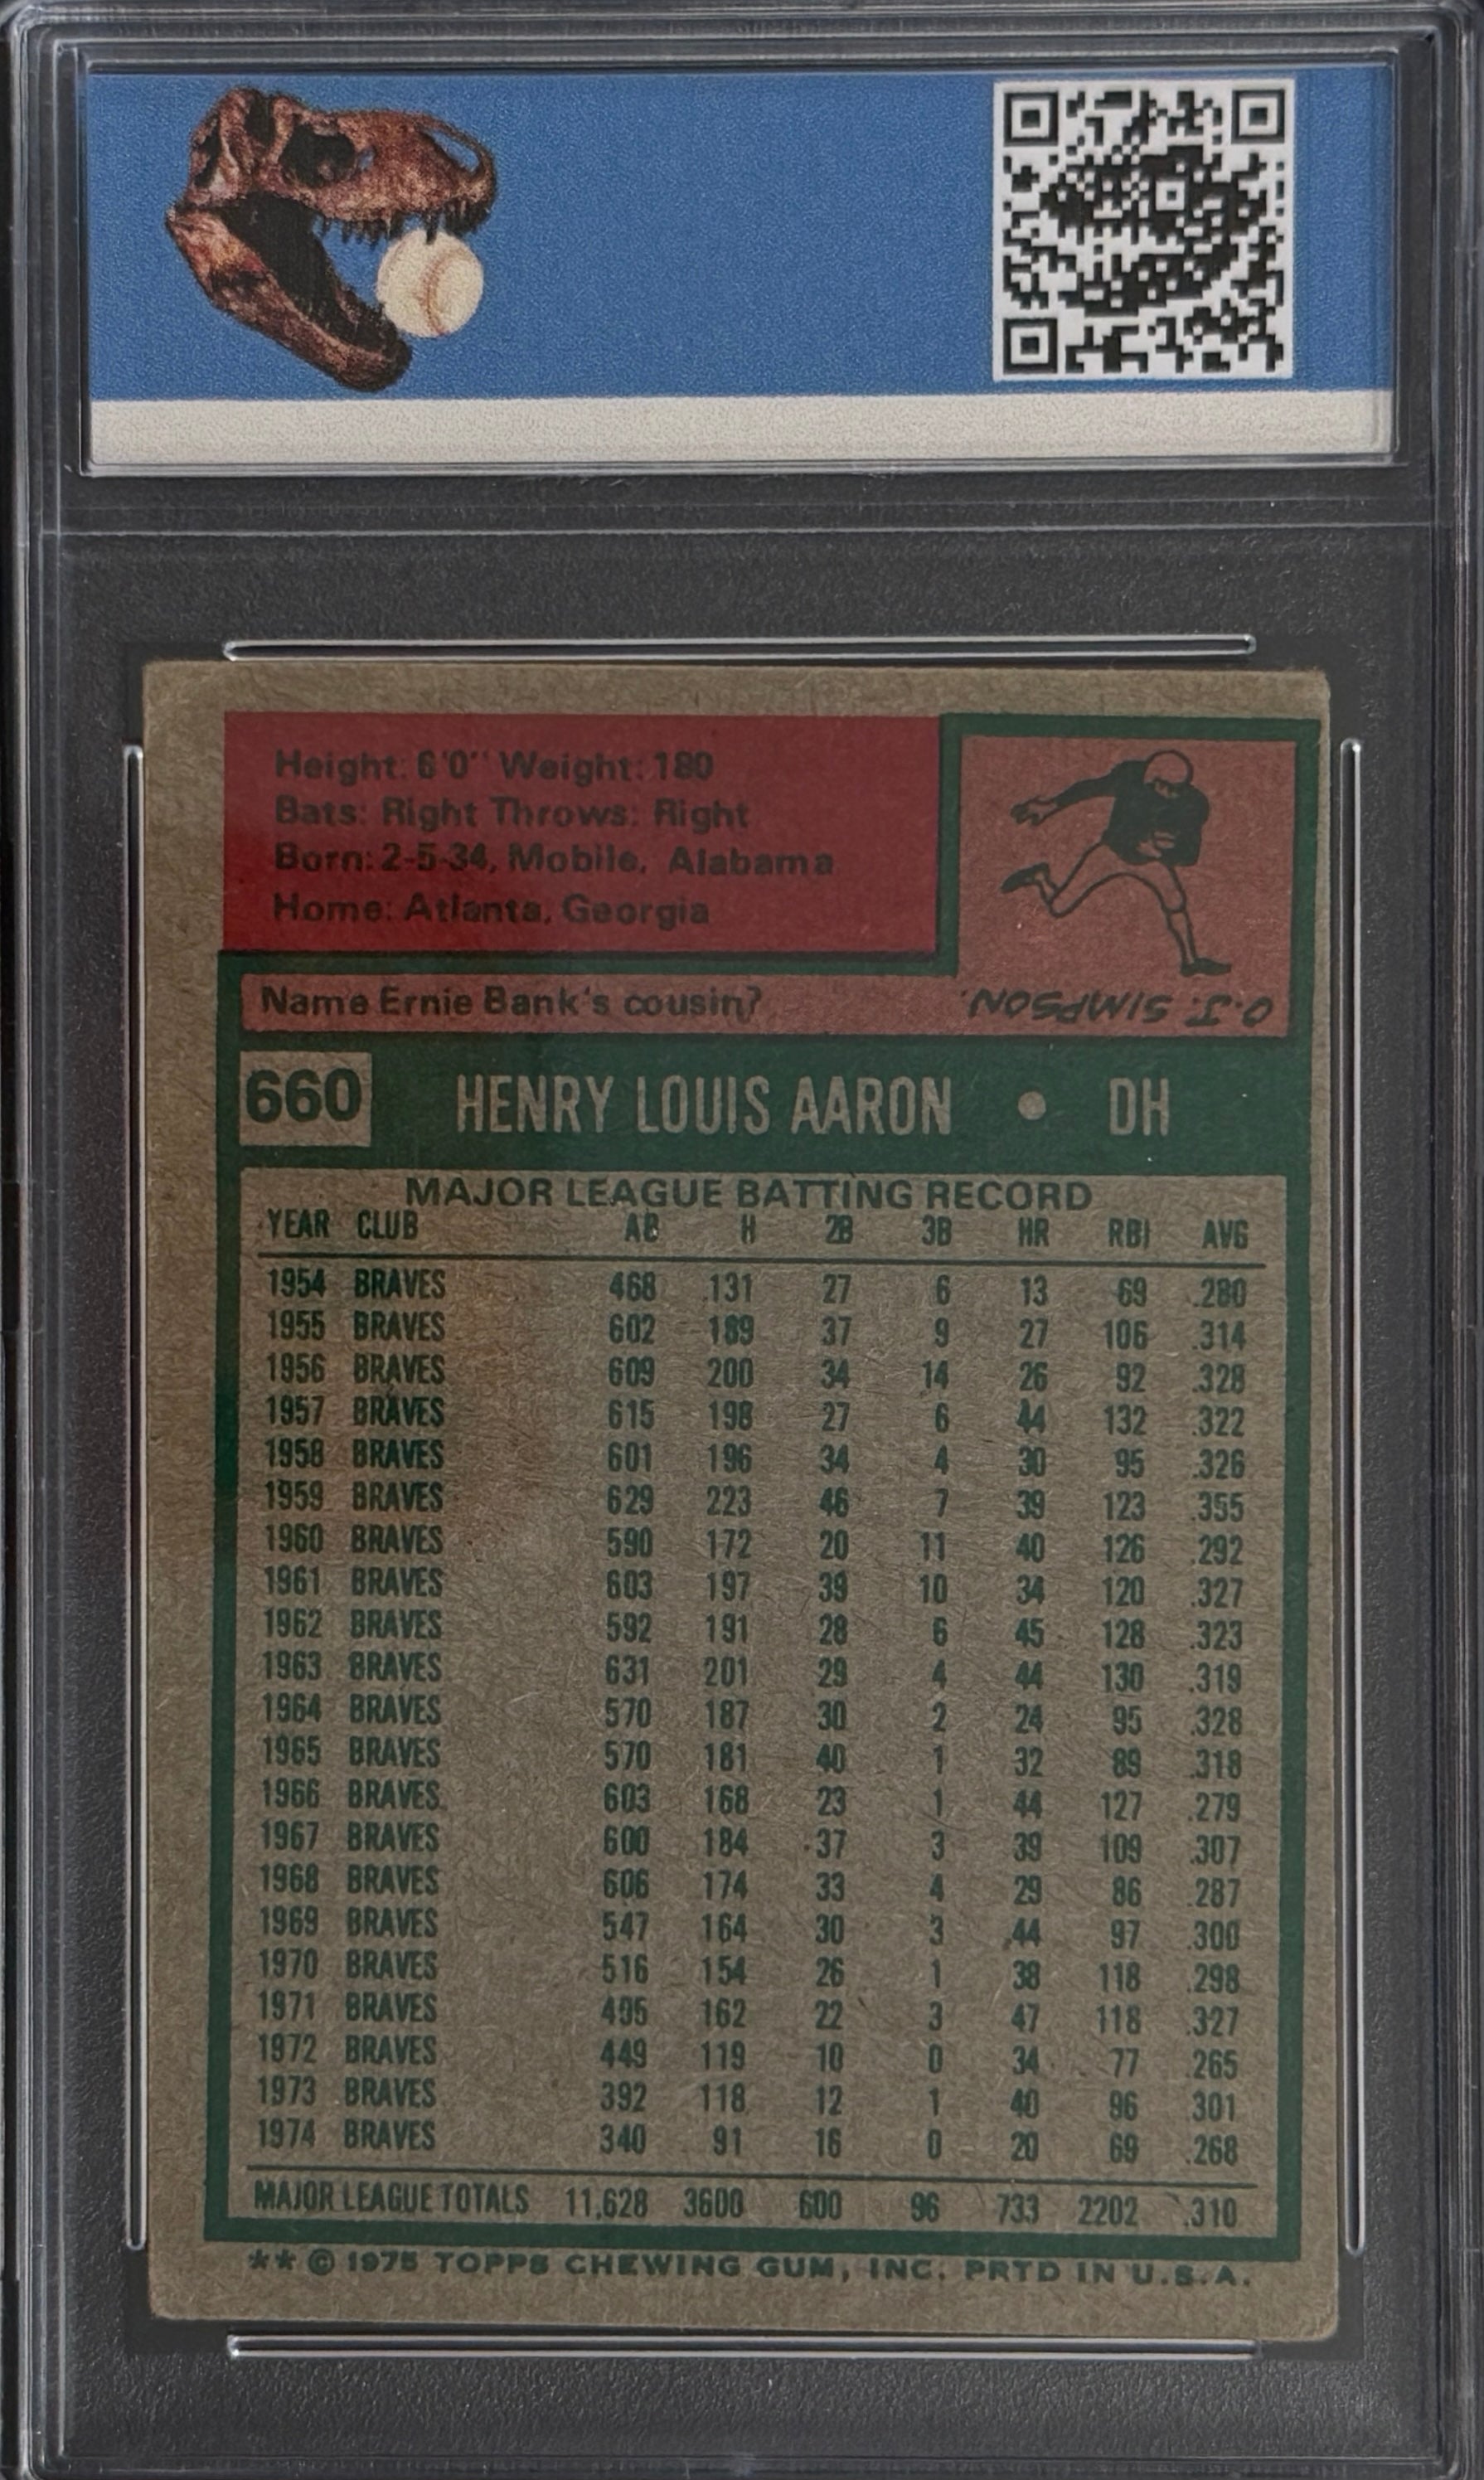 Height: 6'0" Weight: 180
Bats: Right Throws: Right
Born: 2-5-34, Mobile, Alabama
Home: Atlanta, Georgia
Name Ernie Bank's cousin?
O.J. SIMPSON.
660 HENRY LOUIS AARON • DH
MAJOR LEAGUE BATTING RECORD
YEAR CLUB AB H 2B 3B HR RBI AVG
1954 BRAVES 468 131 27 6 13 69 .280
1955 BRAVES 602 189 37 9 27 106 .314
1956 BRAVES 609 200 34 14 26 92 .328
1957 BRAVES 615 198 27 6 44 132 .322
1958 BRAVES 601 196 34 4 30 95 .326
1959 BRAVES 629 223 46 7 39 123 .355
1960 BRAVES 590 172 20 11 40 126 .292
1961 BRAVES 603 197 39 10 34 120 .327
1962 BRAVES 592 191 28 6 45 128 .323
1963 BRAVES 631 201 29 4 44 130 .319
1964 BRAVES 570 187 30 2 24 95 .328
1965 BRAVES 570 181 40 1 32 89 .318
1966 BRAVES 603 168 23 1 44 127 .279
1967 BRAVES 600 184 37 3 39 109 .307
1968 BRAVES 606 174 33 4 29 86 .287
1969 BRAVES 547 164 30 3 44 97 .300
1970 BRAVES 516 154 26 1 38 118 .298
1971 BRAVES 495 162 22 3 47 118 .327
1972 BRAVES 449 119 10 0 34 77 .265
1973 BRAVES 392 118 12 1 40 96 .301
1974 BRAVES 340 91 16 0 20 69 .268
MAJOR LEAGUE TOTALS 11,628 3600 600 96 733 2202 .310
** © 1975 TOPPS CHEWING GUM, INC. PRTD IN U.S.A.